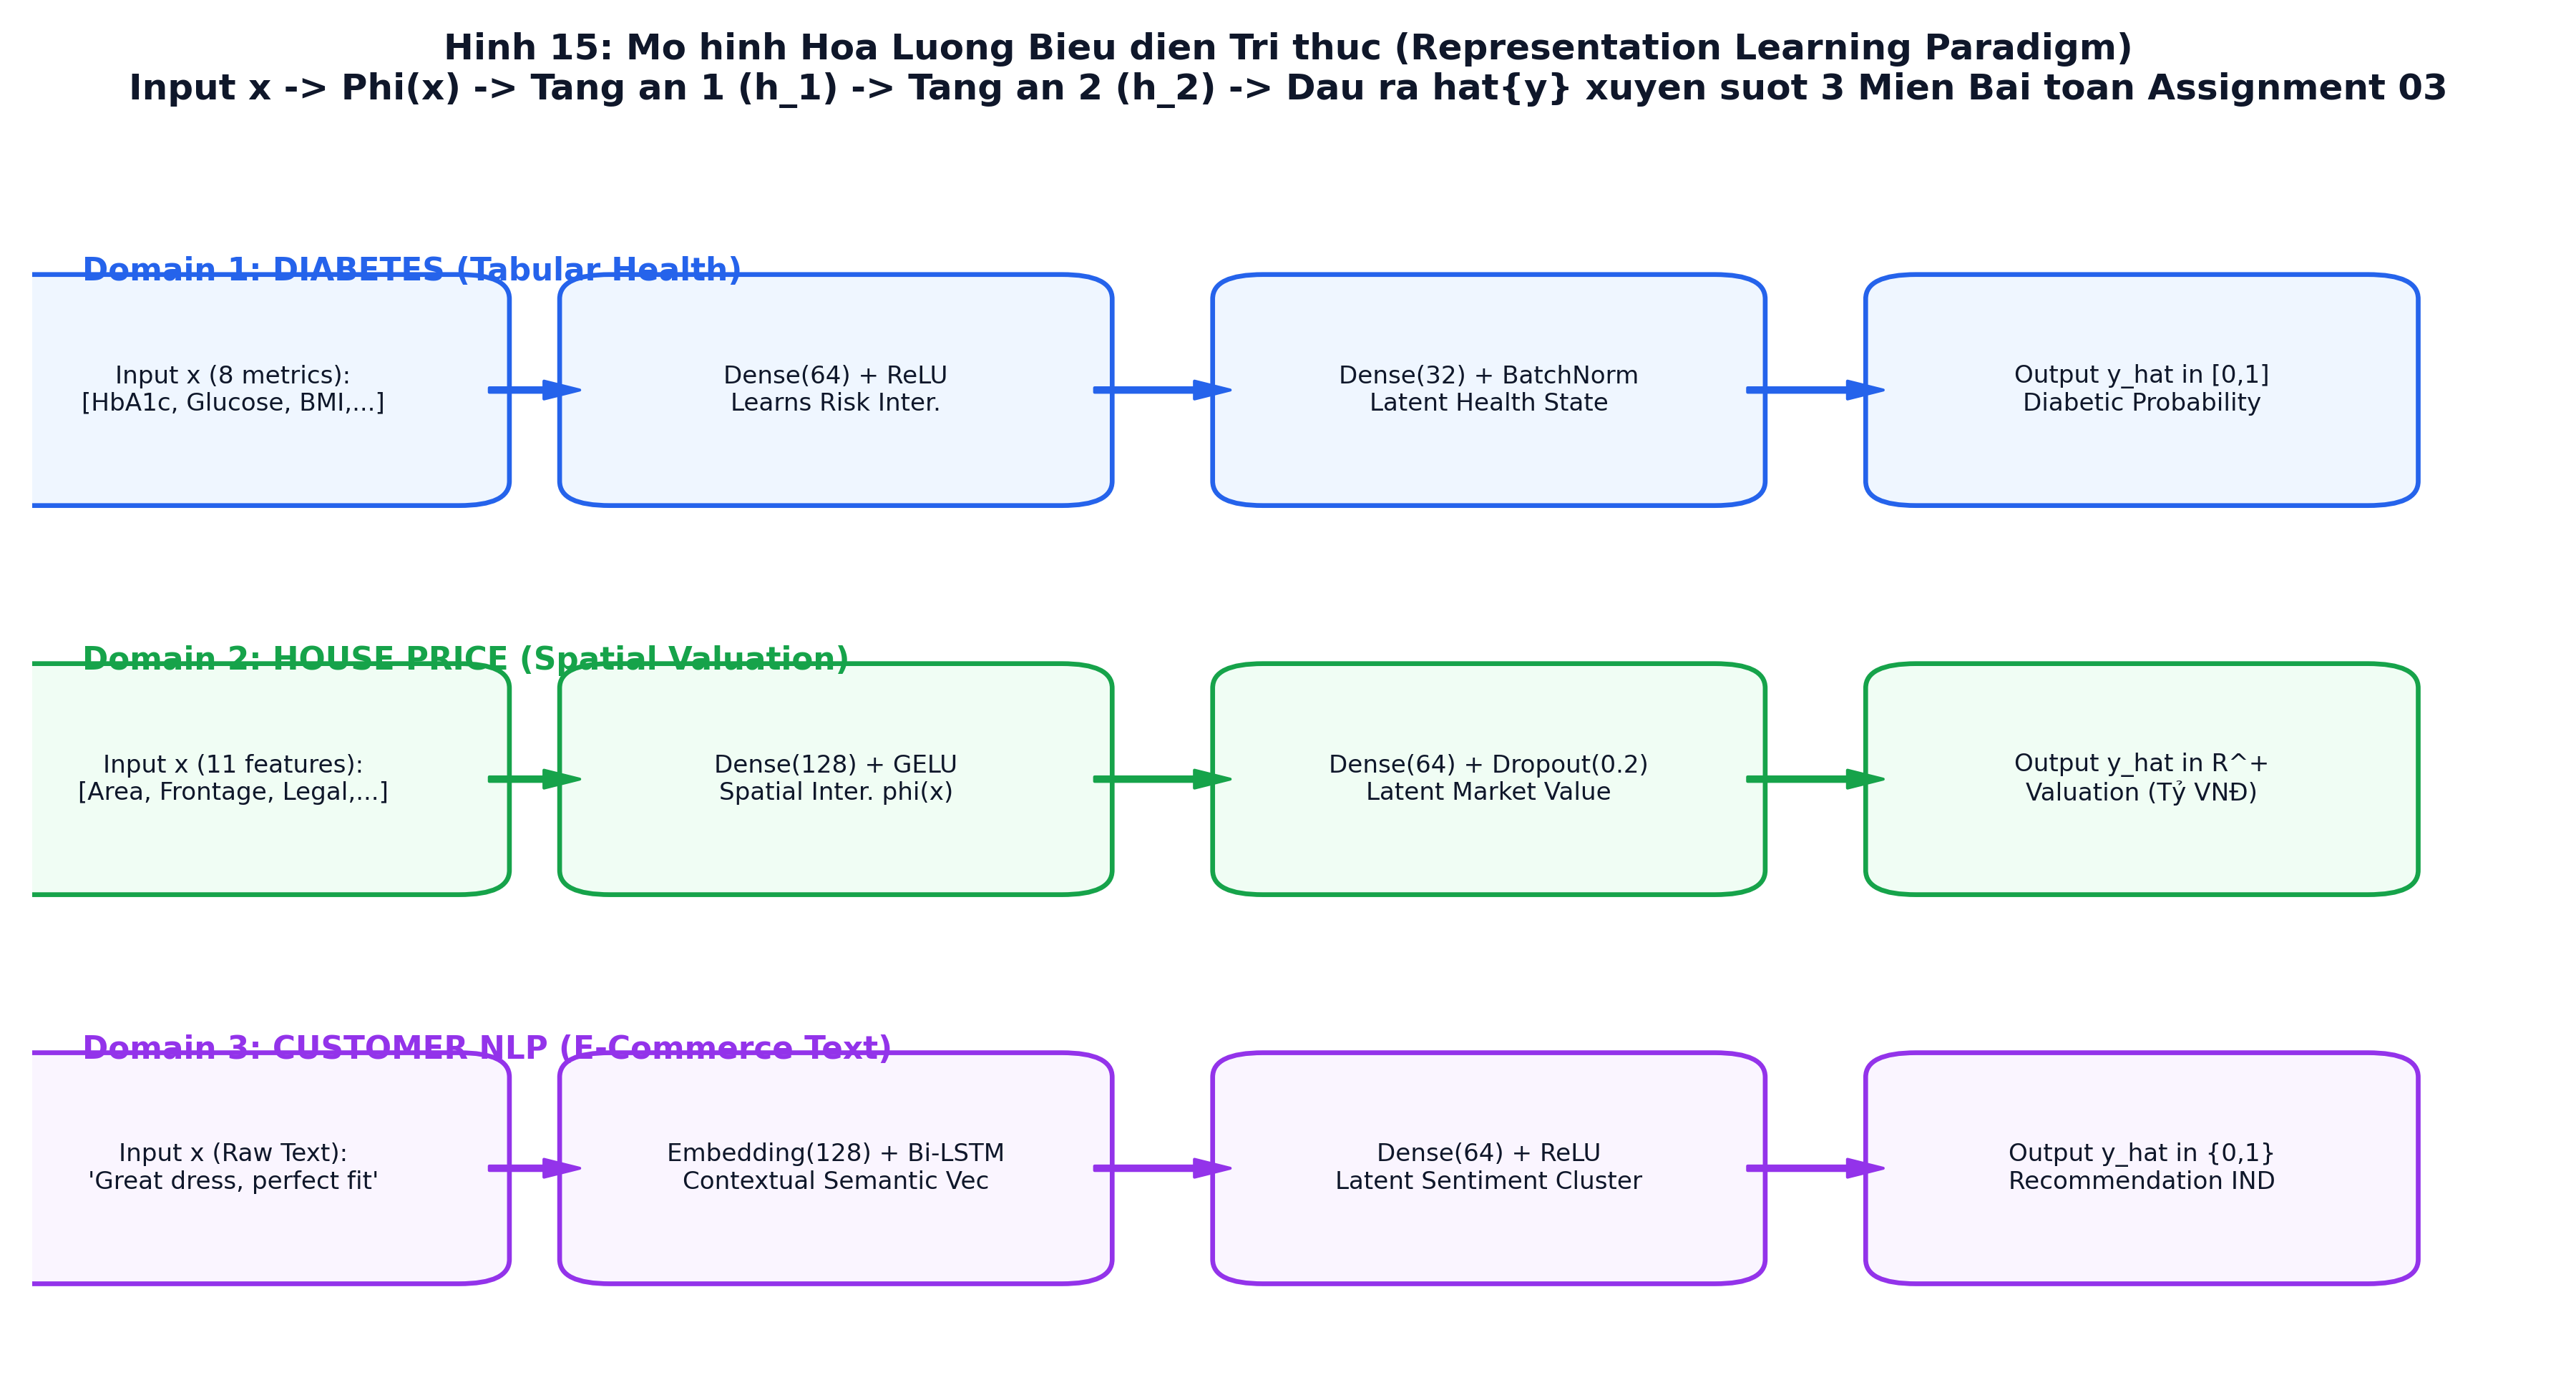 Hinh 15: Mo hinh Hoa Luong Bieu dien Tri thuc (Representation Learning Paradigm)
Input x -> Phi(x) -> Tang an 1 (h_1) -> Tang an 2 (h_2) -> Dau ra hat{y} xuyen suot 3 Mien Bai toan Assignment 03
Domain 1: DIABETES (Tabular Health)
Input x (8 metrics):
[HbA1c, Glucose, BMI,...]
Dense(64) + ReLU
Learns Risk Inter.
Dense(32) + BatchNorm
Latent Health State
Output y_hat in [0,1]
Diabetic Probability
Domain 2: HOUSE PRICE (Spatial Valuation)
Input x (11 features):
[Area, Frontage, Legal,...]
Dense(128) + GELU
Spatial Inter. phi(x)
Dense(64) + Dropout(0.2)
Latent Market Value
Output y_hat in R^+
Valuation (Tỷ VNĐ)
Domain 3: CUSTOMER NLP (E-Commerce Text)
Input x (Raw Text):
'Great dress, perfect fit'
Embedding(128) + Bi-LSTM
Contextual Semantic Vec
Dense(64) + ReLU
Latent Sentiment Cluster
Output y_hat in {0,1}
Recommendation IND